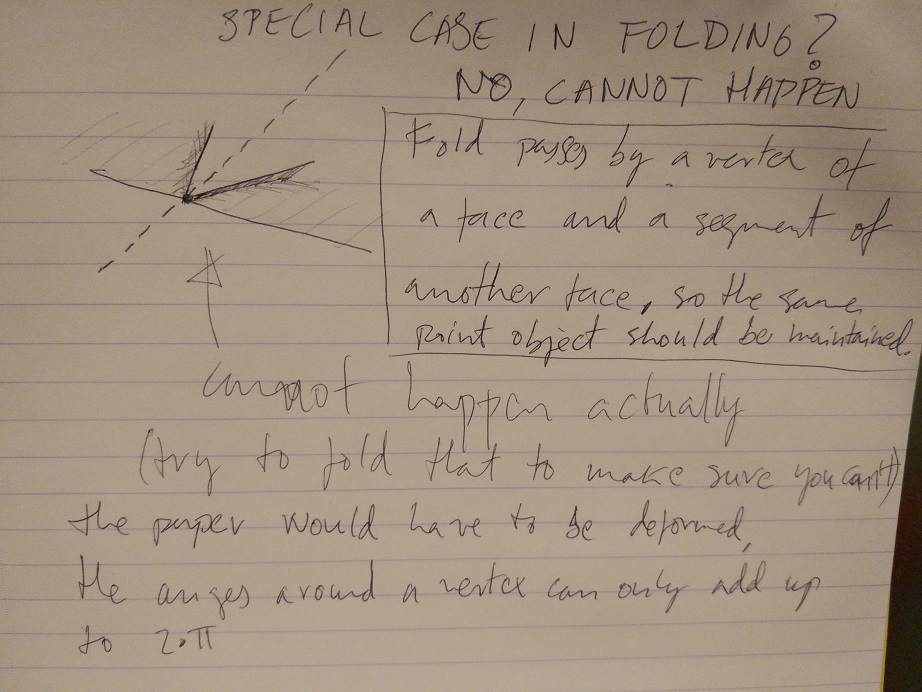 SPECIAL CASE IN FOLDING?
NO, CANNOT HAPPEN
Fold passes by a vertex of
a face and a segment of
another face, so the same
point object should be maintained.
cannot happen actually
(try to fold that to make sure you can't)
the paper would have to be deformed,
the anges around a vertex can only add up
to 2.π